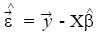 ε̂⃗ = y⃗ - Xβ̂⃗